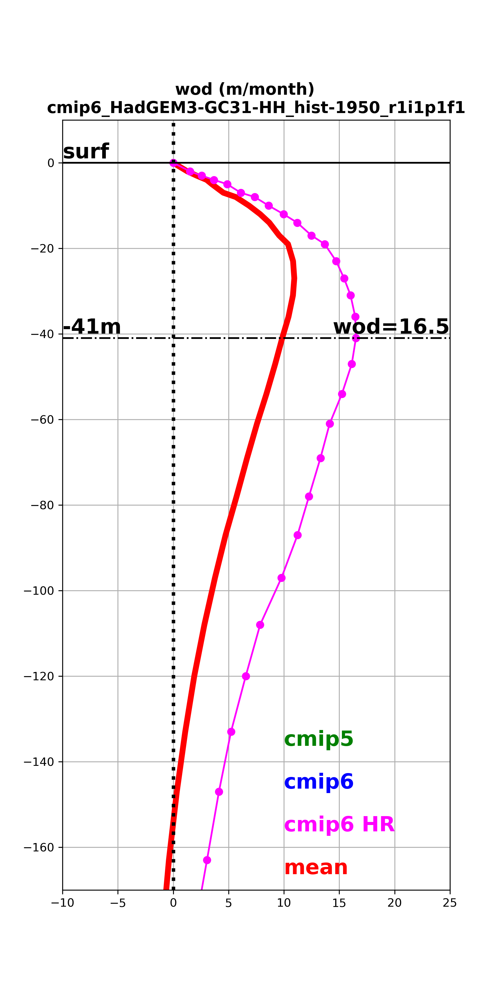 wod (m/month)
cmip6_HadGEM3-GC31-HH_hist-1950_r1i1p1f1
surf
0
−20
-41m
wod=16.5
−40
−60
−80
−100
−120
cmip5
−140
cmip6
cmip6 HR
−160
mean
−10 −5 0 5 10 15 20 25